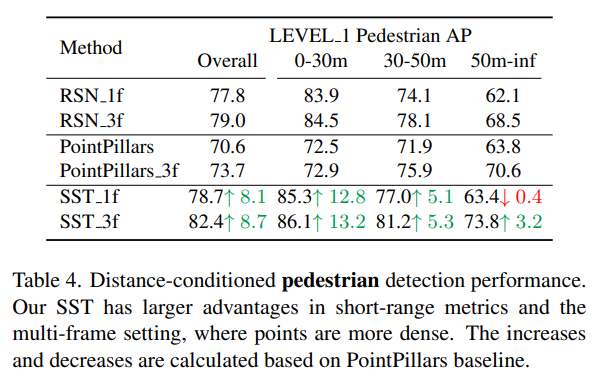 Method LEVEL_1 Pedestrian AP
Overall 0-30m 30-50m 50m-inf
RSN_1f 77.8 83.9 74.1 62.1
RSN_3f 79.0 84.5 78.1 68.5
PointPillars 70.6 72.5 71.9 63.8
PointPillars_3f 73.7 72.9 75.9 70.6
SST_1f 78.7↑ 8.1 85.3↑ 12.8 77.0↑ 5.1 63.4↓ 0.4
SST_3f 82.4↑ 8.7 86.1↑ 13.2 81.2↑ 5.3 73.8↑ 3.2
Table 4. Distance-conditioned pedestrian detection performance.
Our SST has larger advantages in short-range metrics and the
multi-frame setting, where points are more dense. The increases
and decreases are calculated based on PointPillars baseline.